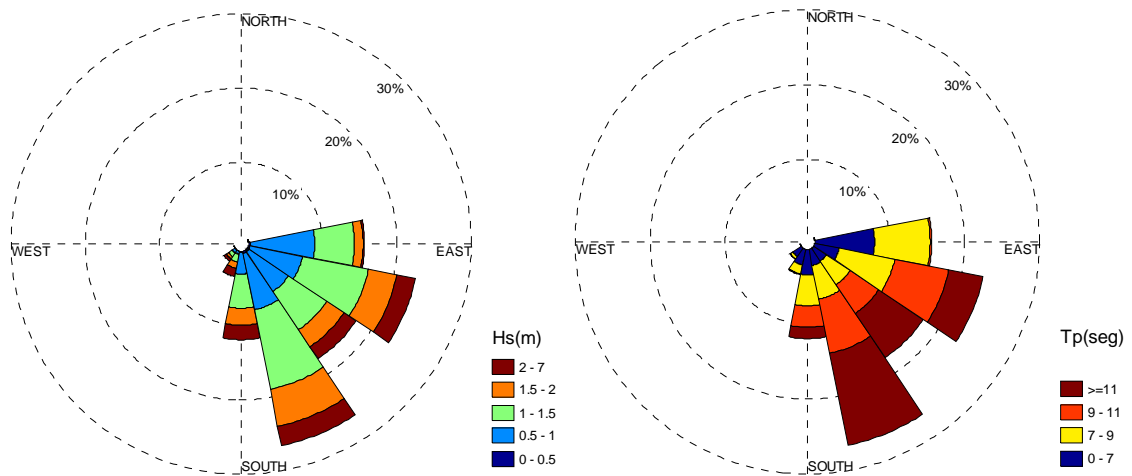 NORTH
30%
20%
10%
WEST
EAST
SOUTH
Hs(m)
2 - 7
1.5 - 2
1 - 1.5
0.5 - 1
0 - 0.5
NORTH
30%
20%
10%
WEST
EAST
SOUTH
Tp(seg)
>=11
9 - 11
7 - 9
0 - 7